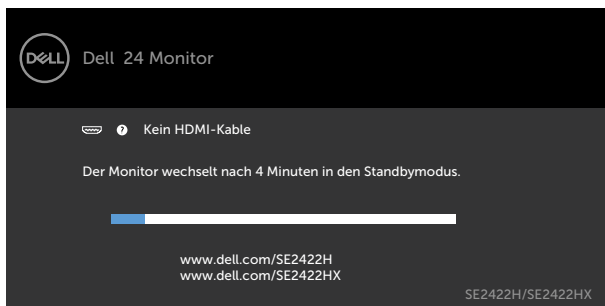 DELL Dell 24 Monitor
? Kein HDMI-Kable
Der Monitor wechselt nach 4 Minuten in den Standbymodus.
www.dell.com/SE2422H
www.dell.com/SE2422HX
SE2422H/SE2422HX